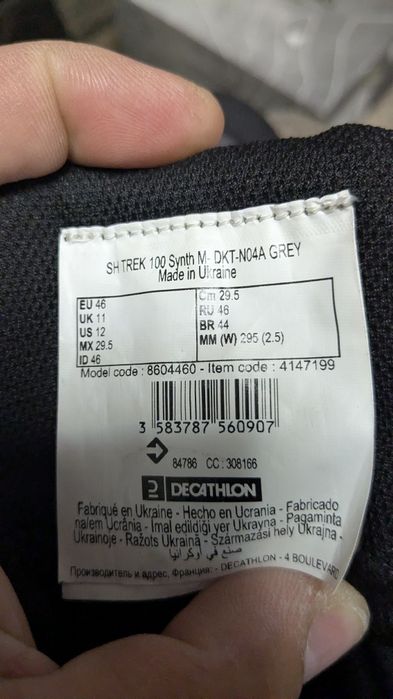 SH TREK 100 Synth M- DKT-N04A GREY
Made in Ukraine
EU 46
UK 11
US 12
MX 29.5
ID 46
Cm 29.5
RU 46
BR 44
MM (W) 295 (2.5)
Model code : 8604460 - Item code : 4147199
3 583787 560907
84786 CC : 308166
DECATHLON
Fabriqué en Ukraine - Hecho en Ucrania - Fabricado
na/em Ucrânia - İmal edildiği yer Ukrayna - Pagaminta
Ukrainoje - Ražots Ukrainā - Származási hely Ukrajna -
صنع في أوكرانيا
Производитель и адрес, Франция: - DECATHLON - 4 BOULEVARD